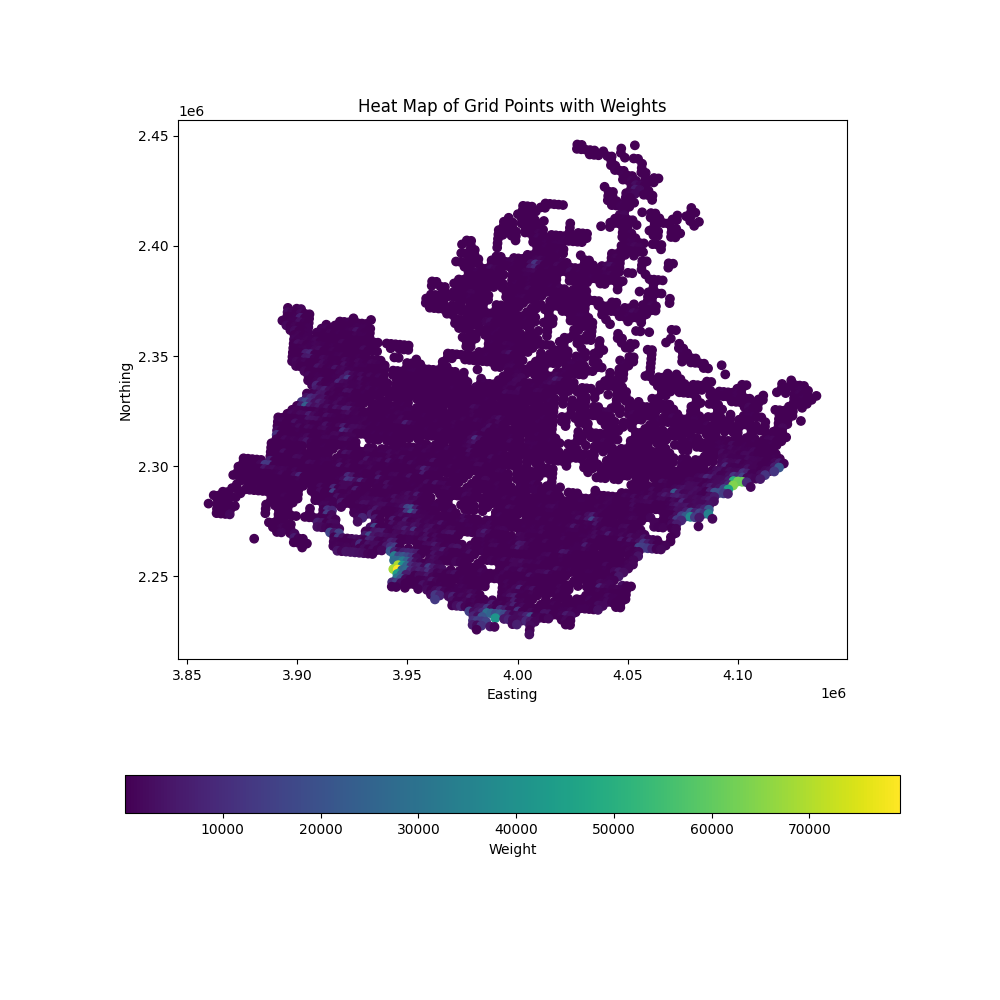 Heat Map of Grid Points with Weights
1e6
2.45
2.40
2.35
2.30
2.25
Northing
3.85 3.90 3.95 4.00 4.05 4.10
Easting
1e6
10000 20000 30000 40000 50000 60000 70000
Weight